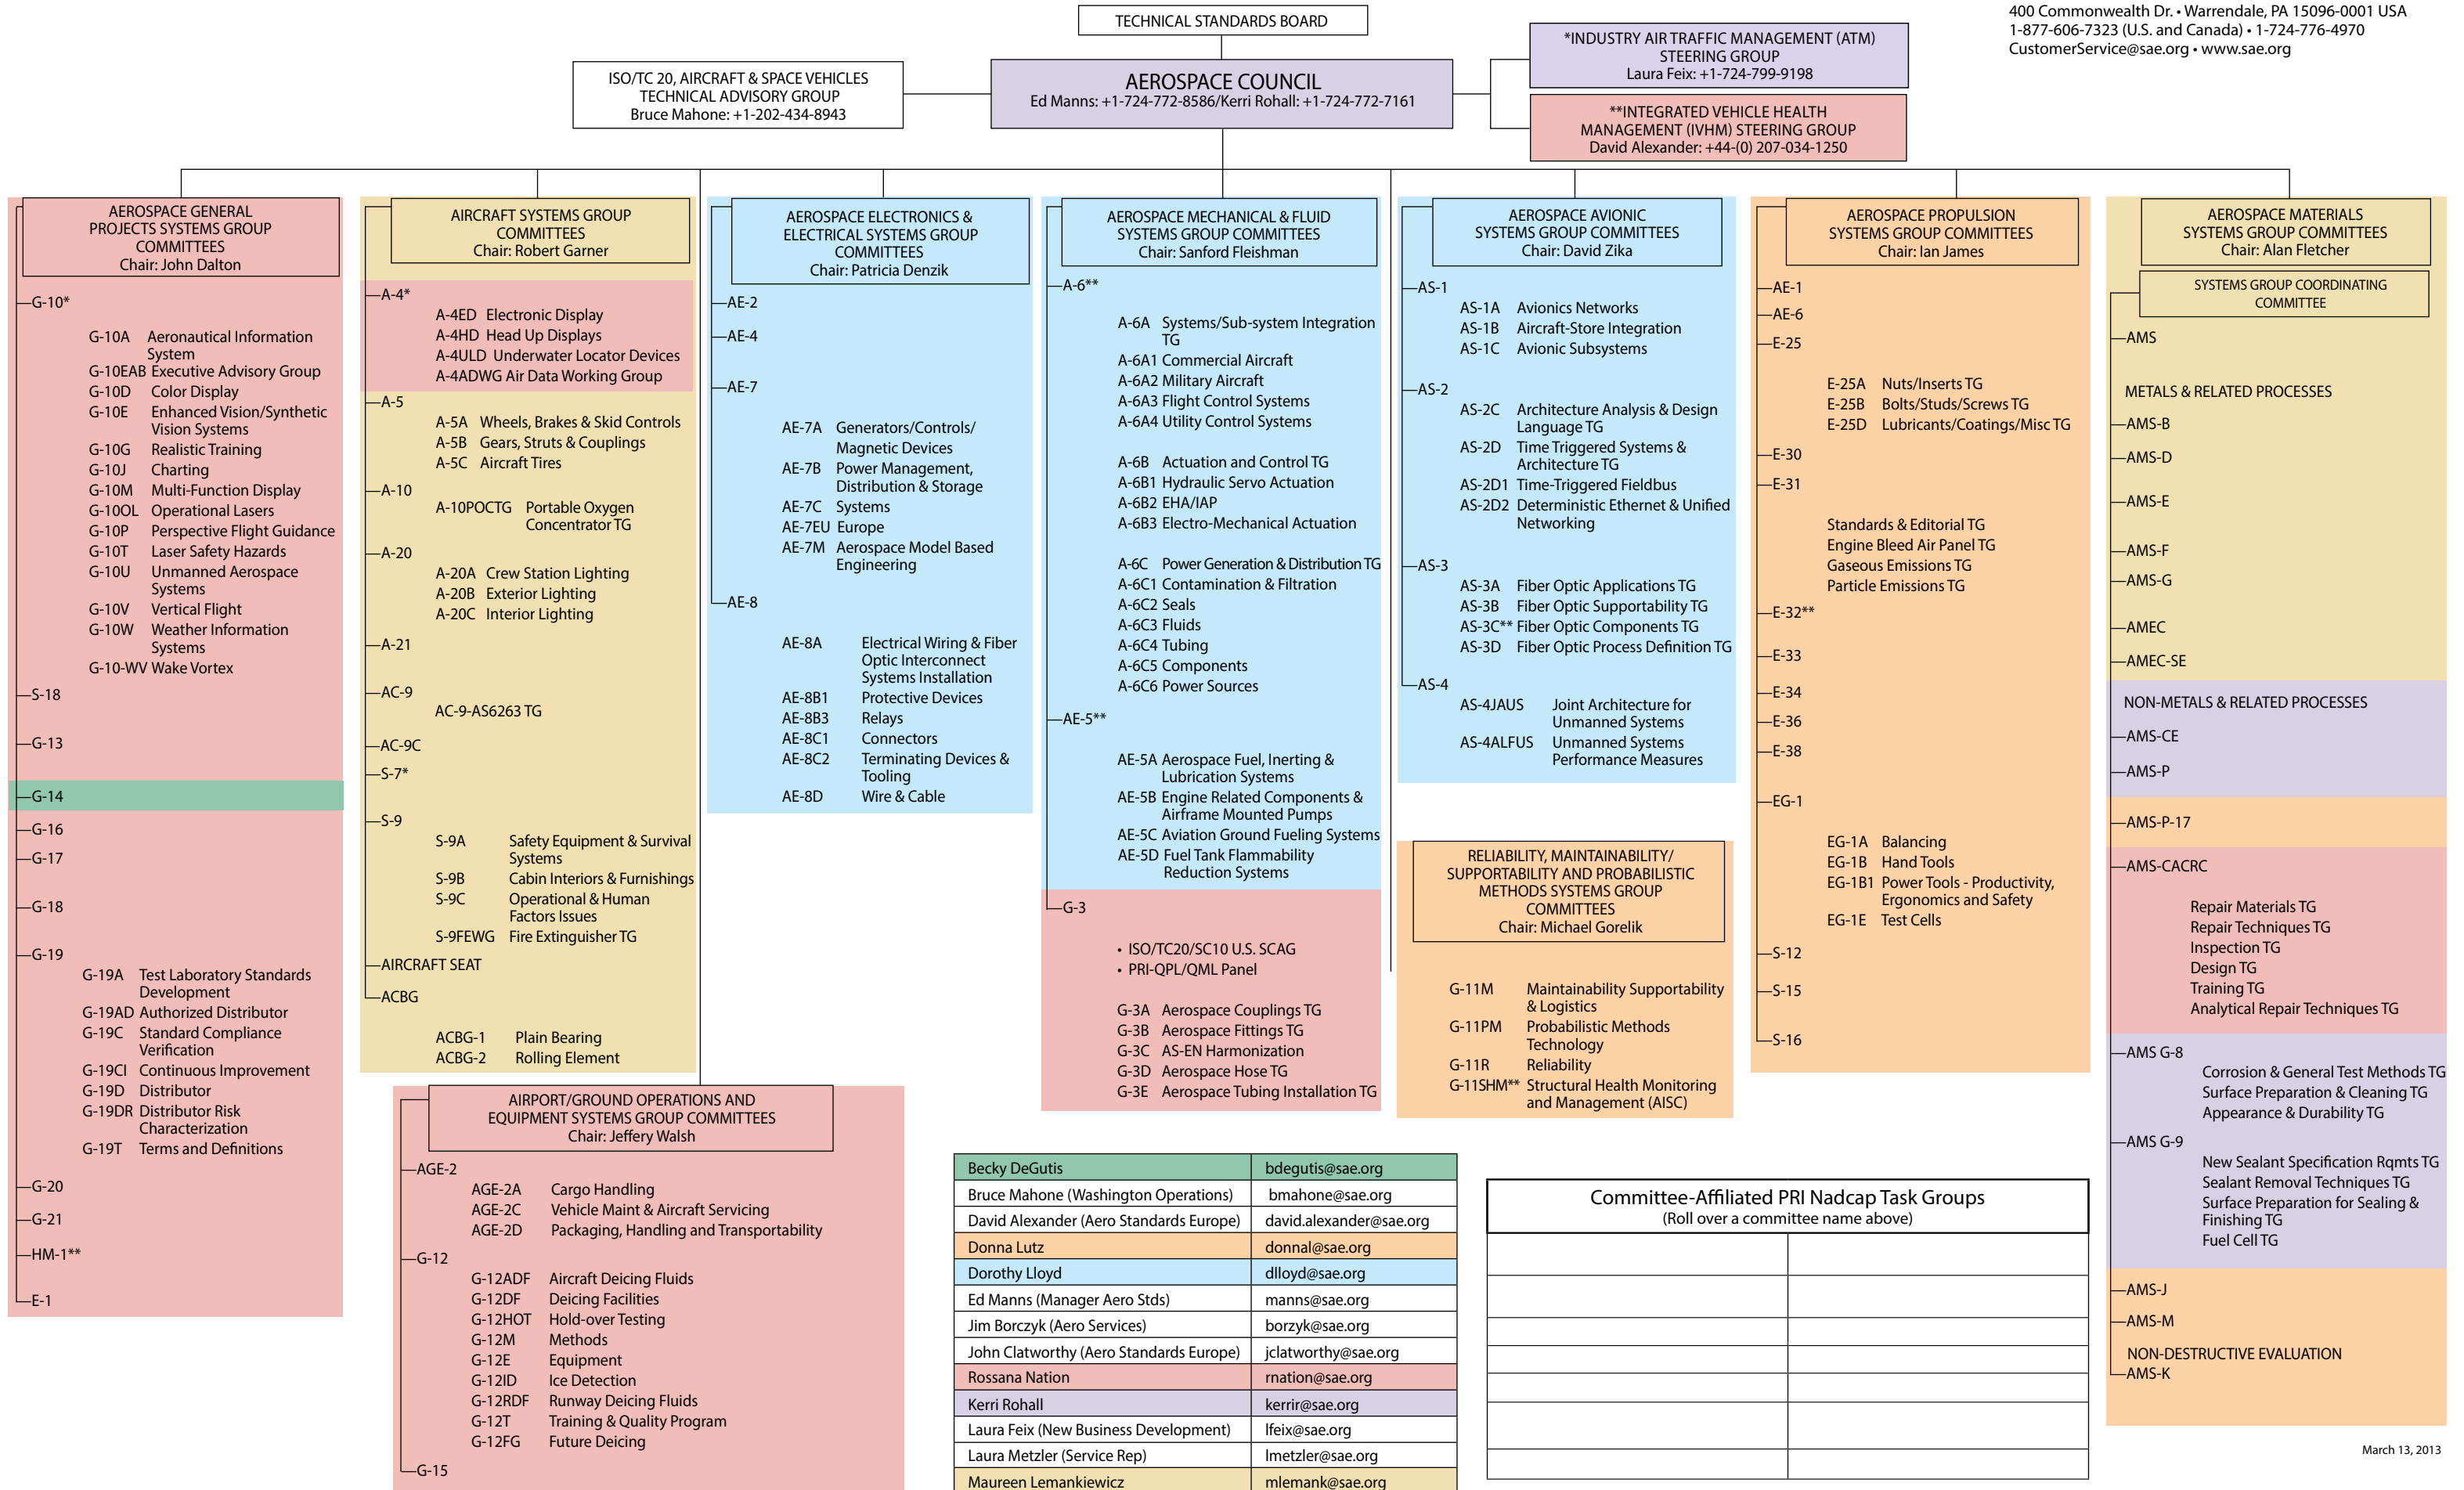 400 Commonwealth Dr. • Warrendale, PA 15096-0001 USA
1-877-606-7323 (U.S. and Canada) • 1-724-776-4970
CustomerService@sae.org • www.sae.org
TECHNICAL STANDARDS BOARD
ISO/TC 20, AIRCRAFT & SPACE VEHICLES
TECHNICAL ADVISORY GROUP
Bruce Mahone: +1-202-434-8943
AEROSPACE COUNCIL
Ed Manns: +1-724-772-8586/Kerri Rohall: +1-724-772-7161
*INDUSTRY AIR TRAFFIC MANAGEMENT (ATM)
STEERING GROUP
Laura Feix: +1-724-799-9198
**INTEGRATED VEHICLE HEALTH
MANAGEMENT (IVHM) STEERING GROUP
David Alexander: +44-(0) 207-034-1250
AEROSPACE GENERAL
PROJECTS SYSTEMS GROUP
COMMITTEES
Chair: John Dalton
G-10*
G-10A Aeronautical Information
System
G-10EAB Executive Advisory Group
G-10D Color Display
G-10E Enhanced Vision/Synthetic
Vision Systems
G-10G Realistic Training
G-10J Charting
G-10M Multi-Function Display
G-10OL Operational Lasers
G-10P Perspective Flight Guidance
G-10T Laser Safety Hazards
G-10U Unmanned Aerospace
Systems
G-10V Vertical Flight
G-10W Weather Information
Systems
G-10-WV Wake Vortex
S-18
G-13
G-14
G-16
G-17
G-18
G-19
G-19A Test Laboratory Standards
Development
G-19AD Authorized Distributor
G-19C Standard Compliance
Verification
G-19CI Continuous Improvement
G-19D Distributor
G-19DR Distributor Risk
Characterization
G-19T Terms and Definitions
G-20
G-21
HM-1**
E-1
AIRCRAFT SYSTEMS GROUP
COMMITTEES
Chair: Robert Garner
A-4*
A-4ED Electronic Display
A-4HD Head Up Displays
A-4ULD Underwater Locator Devices
A-4ADWG Air Data Working Group
A-5
A-5A Wheels, Brakes & Skid Controls
A-5B Gears, Struts & Couplings
A-5C Aircraft Tires
A-10
A-10POCTG Portable Oxygen
Concentrator TG
A-20
A-20A Crew Station Lighting
A-20B Exterior Lighting
A-20C Interior Lighting
A-21
AC-9
AC-9-AS6263 TG
AC-9C
S-7*
S-9
S-9A Safety Equipment & Survival
Systems
S-9B Cabin Interiors & Furnishings
S-9C Operational & Human
Factors Issues
S-9FEWG Fire Extinguisher TG
AIRCRAFT SEAT
ACBG
ACBG-1 Plain Bearing
ACBG-2 Rolling Element
AIRPORT/GROUND OPERATIONS AND
EQUIPMENT SYSTEMS GROUP COMMITTEES
Chair: Jeffery Walsh
AGE-2
AGE-2A Cargo Handling
AGE-2C Vehicle Maint & Aircraft Servicing
AGE-2D Packaging, Handling and Transportability
G-12
G-12ADF Aircraft Deicing Fluids
G-12DF Deicing Facilities
G-12HOT Hold-over Testing
G-12M Methods
G-12E Equipment
G-12ID Ice Detection
G-12RDF Runway Deicing Fluids
G-12T Training & Quality Program
G-12FG Future Deicing
G-15
AEROSPACE ELECTRONICS &
ELECTRICAL SYSTEMS GROUP
COMMITTEES
Chair: Patricia Denzik
AE-2
AE-4
AE-7
AE-7A Generators/Controls/
Magnetic Devices
AE-7B Power Management,
Distribution & Storage
AE-7C Systems
AE-7EU Europe
AE-7M Aerospace Model Based
Engineering
AE-8
AE-8A Electrical Wiring & Fiber
Optic Interconnect
Systems Installation
AE-8B1 Protective Devices
AE-8B3 Relays
AE-8C1 Connectors
AE-8C2 Terminating Devices &
Tooling
AE-8D Wire & Cable
AEROSPACE MECHANICAL & FLUID
SYSTEMS GROUP COMMITTEES
Chair: Sanford Fleishman
A-6**
A-6A Systems/Sub-system Integration
TG
A-6A1 Commercial Aircraft
A-6A2 Military Aircraft
A-6A3 Flight Control Systems
A-6A4 Utility Control Systems
A-6B Actuation and Control TG
A-6B1 Hydraulic Servo Actuation
A-6B2 EHA/IAP
A-6B3 Electro-Mechanical Actuation
A-6C Power Generation & Distribution TG
A-6C1 Contamination & Filtration
A-6C2 Seals
A-6C3 Fluids
A-6C4 Tubing
A-6C5 Components
A-6C6 Power Sources
AE-5**
AE-5A Aerospace Fuel, Inerting &
Lubrication Systems
AE-5B Engine Related Components &
Airframe Mounted Pumps
AE-5C Aviation Ground Fueling Systems
AE-5D Fuel Tank Flammability
Reduction Systems
G-3
• ISO/TC20/SC10 U.S. SCAG
• PRI-QPL/QML Panel
G-3A Aerospace Couplings TG
G-3B Aerospace Fittings TG
G-3C AS-EN Harmonization
G-3D Aerospace Hose TG
G-3E Aerospace Tubing Installation TG
AEROSPACE AVIONIC
SYSTEMS GROUP COMMITTEES
Chair: David Zika
AS-1
AS-1A Avionics Networks
AS-1B Aircraft-Store Integration
AS-1C Avionic Subsystems
AS-2
AS-2C Architecture Analysis & Design
Language TG
AS-2D Time Triggered Systems &
Architecture TG
AS-2D1 Time-Triggered Fieldbus
AS-2D2 Deterministic Ethernet & Unified
Networking
AS-3
AS-3A Fiber Optic Applications TG
AS-3B Fiber Optic Supportability TG
AS-3C** Fiber Optic Components TG
AS-3D Fiber Optic Process Definition TG
AS-4
AS-4JAUS Joint Architecture for
Unmanned Systems
AS-4ALFUS Unmanned Systems
Performance Measures
RELIABILITY, MAINTAINABILITY/
SUPPORTABILITY AND PROBABILISTIC
METHODS SYSTEMS GROUP
COMMITTEES
Chair: Michael Gorelik
G-11M Maintainability Supportability
& Logistics
G-11PM Probabilistic Methods
Technology
G-11R Reliability
G-11SHM** Structural Health Monitoring
and Management (AISC)
AEROSPACE PROPULSION
SYSTEMS GROUP COMMITTEES
Chair: Ian James
AE-1
AE-6
E-25
E-25A Nuts/Inserts TG
E-25B Bolts/Studs/Screws TG
E-25D Lubricants/Coatings/Misc TG
E-30
E-31
Standards & Editorial TG
Engine Bleed Air Panel TG
Gaseous Emissions TG
Particle Emissions TG
E-32**
E-33
E-34
E-36
E-38
EG-1
EG-1A Balancing
EG-1B Hand Tools
EG-1B1 Power Tools - Productivity,
Ergonomics and Safety
EG-1E Test Cells
S-12
S-15
S-16
AEROSPACE MATERIALS
SYSTEMS GROUP COMMITTEES
Chair: Alan Fletcher
SYSTEMS GROUP COORDINATING
COMMITTEE
AMS
METALS & RELATED PROCESSES
AMS-B
AMS-D
AMS-E
AMS-F
AMS-G
AMEC
AMEC-SE
NON-METALS & RELATED PROCESSES
AMS-CE
AMS-P
AMS-P-17
AMS-CACRC
Repair Materials TG
Repair Techniques TG
Inspection TG
Design TG
Training TG
Analytical Repair Techniques TG
AMS G-8
Corrosion & General Test Methods TG
Surface Preparation & Cleaning TG
Appearance & Durability TG
AMS G-9
New Sealant Specification Rqmts TG
Sealant Removal Techniques TG
Surface Preparation for Sealing &
Finishing TG
Fuel Cell TG
AMS-J
AMS-M
NON-DESTRUCTIVE EVALUATION
AMS-K
Becky DeGutis bdegutis@sae.org
Bruce Mahone (Washington Operations) bmahone@sae.org
David Alexander (Aero Standards Europe) david.alexander@sae.org
Donna Lutz donnal@sae.org
Dorothy Lloyd dlloyd@sae.org
Ed Manns (Manager Aero Stds) manns@sae.org
Jim Borczyk (Aero Services) borzyk@sae.org
John Clatworthy (Aero Standards Europe) jclatworthy@sae.org
Rossana Nation rnation@sae.org
Kerri Rohall kerrir@sae.org
Laura Feix (New Business Development) lfeix@sae.org
Laura Metzler (Service Rep) lmetzler@sae.org
Maureen Lemankiewicz mlemank@sae.org
Committee-Affiliated PRI Nadcap Task Groups
(Roll over a committee name above)
March 13, 2013